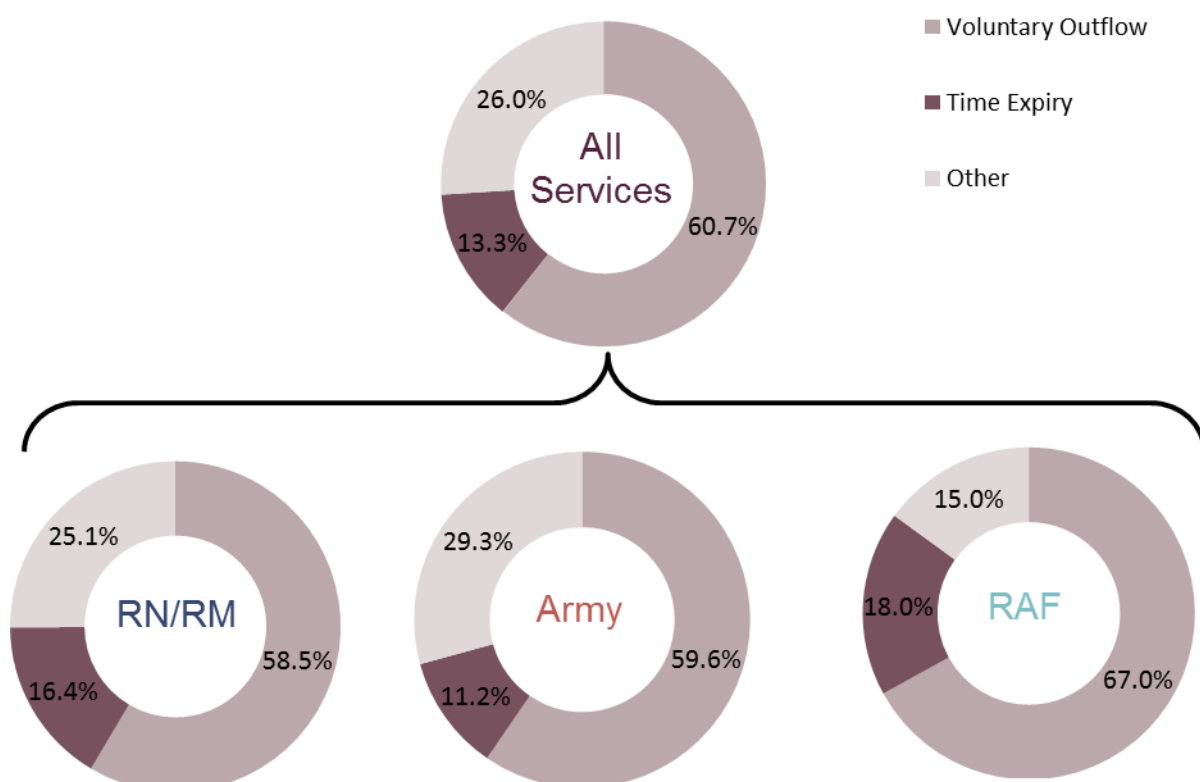 Voluntary Outflow
Time Expiry
Other
26.0%
All
Services
60.7%
13.3%
25.1%
RN/RM
58.5%
16.4%
29.3%
Army
59.6%
11.2%
15.0%
18.0%
RAF
67.0%